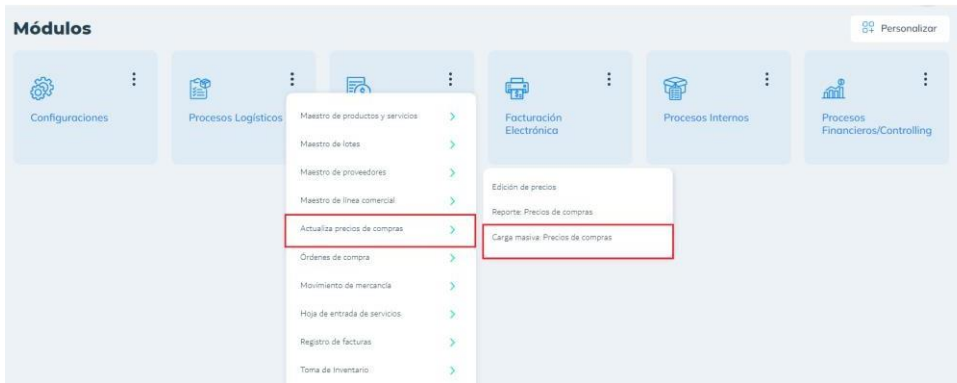 Módulos
Personalizar
Configuraciones
Procesos Logísticos
Facturación
Electrónica
Procesos Internos
Procesos
Financieros/Controlling
Maestro de productos y servicios
Maestro de lotes
Maestro de proveedores
Maestro de línea comercial
Actualiza precios de compras
Órdenes de compra
Movimiento de mercancía
Hoja de entrada de servicios
Registro de facturas
Toma de Inventario
Edición de precios
Reporte: Precios de compras
Carga masiva: Precios de compras